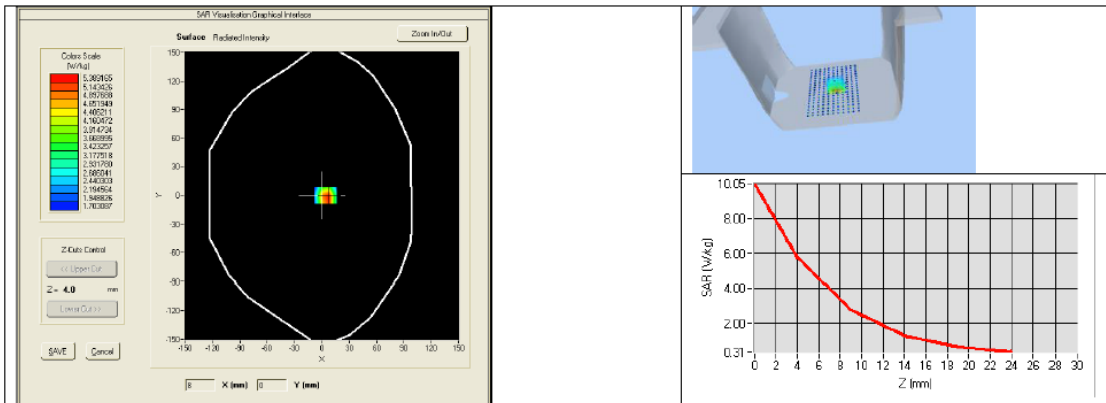 SAR Visualisation Graphical Interface
Surface Radiated Intensity
Zoom In/Out
Colors Scale
(W/kg)
5.389165
5.143426
4.897688
4.651949
4.406211
4.160472
3.914734
3.668995
3.423257
3.177518
2.931780
2.686041
2.440303
2.194564
1.948826
1.703087
150
120
90
60
30
Y
0
-30
-60
-90
-120
-150
-150 -120 -90 -60 -30 0 30 60 90 120 150
X
Z-Cuts Control
<< Upper Cut
Z = 4.0 mm
Lower Cut >>
SAVE Cancel
8 X (mm) 0 Y (mm)
10.05
8.00
6.00
4.00
2.00
0.31
SAR (W/kg)
0 2 4 6 8 10 12 14 16 18 20 22 24 26 28 30
Z (mm)